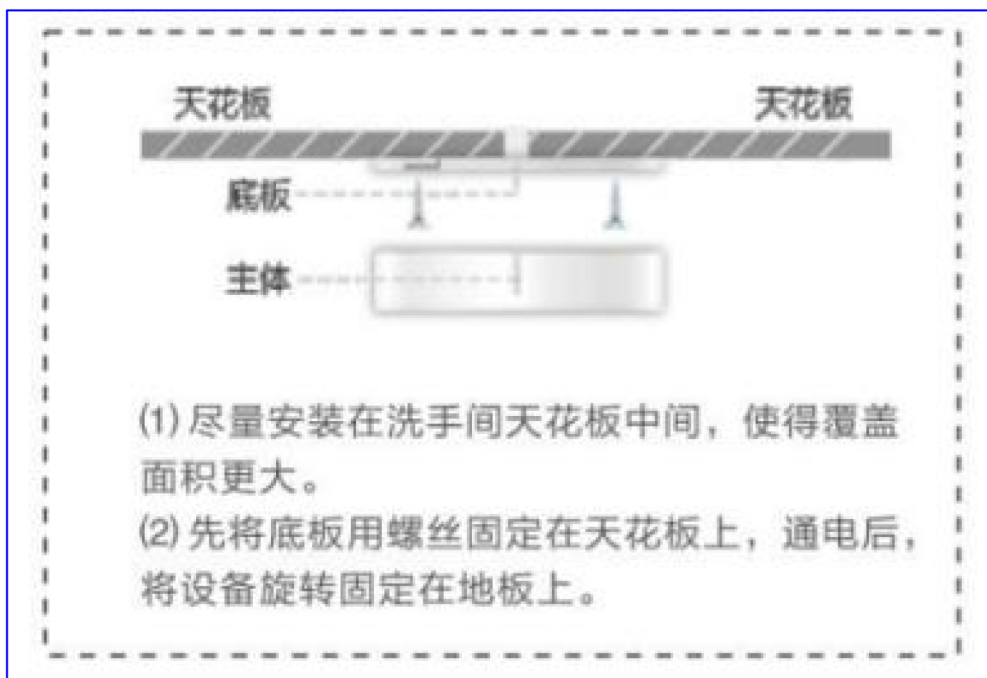 天花板 天花板
底板
主体
(1) 尽量安装在洗手间天花板中间，使得覆盖
面积更大。
(2) 先将底板用螺丝固定在天花板上，通电后，
将设备旋转固定在地板上。